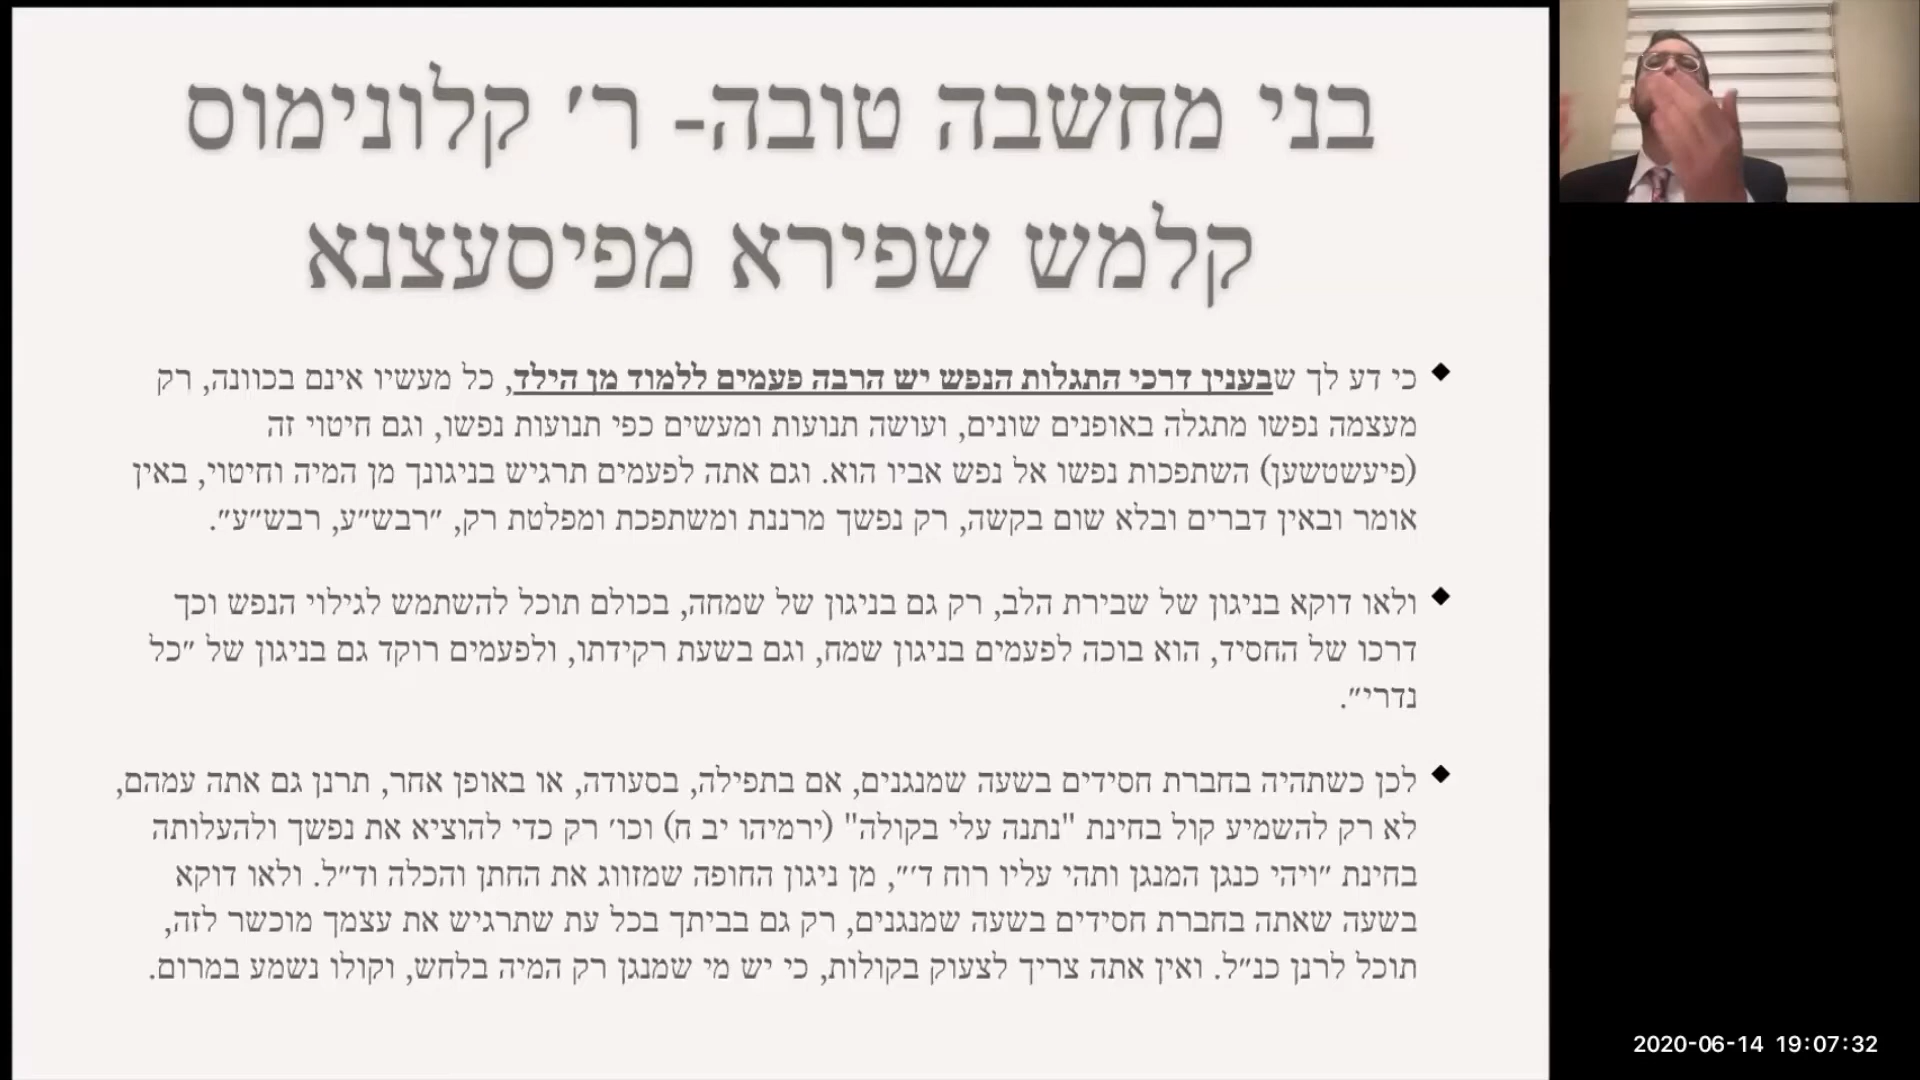 בני מחשבה טובה- ר׳ קלונימוס
קלמש שפירא מפיסעצנא
כי דע לך שבענין דרכי התגלות הנפש יש הרבה פעמים ללמוד מן הילד, כל מעשיו אינם בכוונה, רק
מעצמה נפשו מתגלה באופנים שונים, ועושה תנועות ומעשים כפי תנועות נפשו, וגם חיטוי זה
(פיעשטשען) השתפכות נפשו אל נפש אביו הוא. וגם אתה לפעמים תרגיש בניגונך מן המיה וחיטוי, באין
אומר ובאין דברים ובלא שום בקשה, רק נפשך מרננת ומשתפכת ומפלטת רק, ״רבש״ע, רבש״ע״.
ולאו דוקא בניגון של שבירת הלב, רק גם בניגון של שמחה, בכולם תוכל להשתמש לגילוי הנפש וכך
דרכו של החסיד, הוא בוכה לפעמים בניגון שמח, וגם בשעת רקידתו, ולפעמים רוקד גם בניגון של ״כל
נדרי״.
לכן כשתהיה בחברת חסידים בשעה שמנגנים, אם בתפילה, בסעודה, או באופן אחר, תרנן גם אתה עמהם,
לא רק להשמיע קול בחינת "נתנה עלי בקולה" (ירמיהו יב ח) וכו׳ רק כדי להוציא את נפשך ולהעלותה
בחינת ״ויהי כנגן המנגן ותהי עליו רוח ד׳״, מן ניגון החופה שמזווג את החתן והכלה וד״ל. ולאו דוקא
בשעה שאתה בחברת חסידים בשעה שמנגנים, רק גם בביתך בכל עת שתרגיש את עצמך מוכשר לזה,
תוכל לרנן כנ״ל. ואין אתה צריך לצעוק בקולות, כי יש מי שמנגן רק המיה בלחש, וקולו נשמע במרום.
2020-06-14 19:07:32